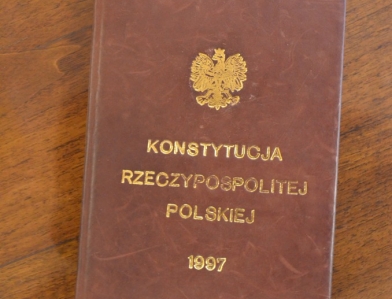 KONSTYTUCJA
RZECZYPOSPOLITEJ
POLSKIEJ
1997